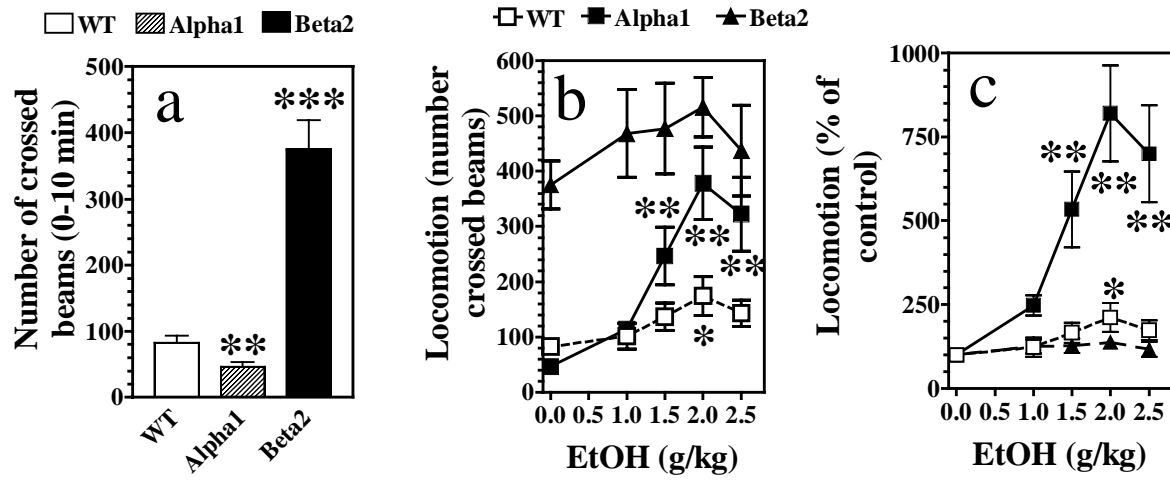 WT Alpha1 Beta2
Number of crossed
beams (0-10 min)
500
400
300
200
100
0
a
***
**
WT
Alpha1
Beta2
WT Alpha1 Beta2
Locomotion (number
crossed beams)
600
500
400
300
200
100
0
b
**
**
**
*
0.0 0.5 1.0 1.5 2.0 2.5
EtOH (g/kg)
Locomotion (% of
control)
1000
750
500
250
0
c
**
**
**
*
0.0 0.5 1.0 1.5 2.0 2.5
EtOH (g/kg)